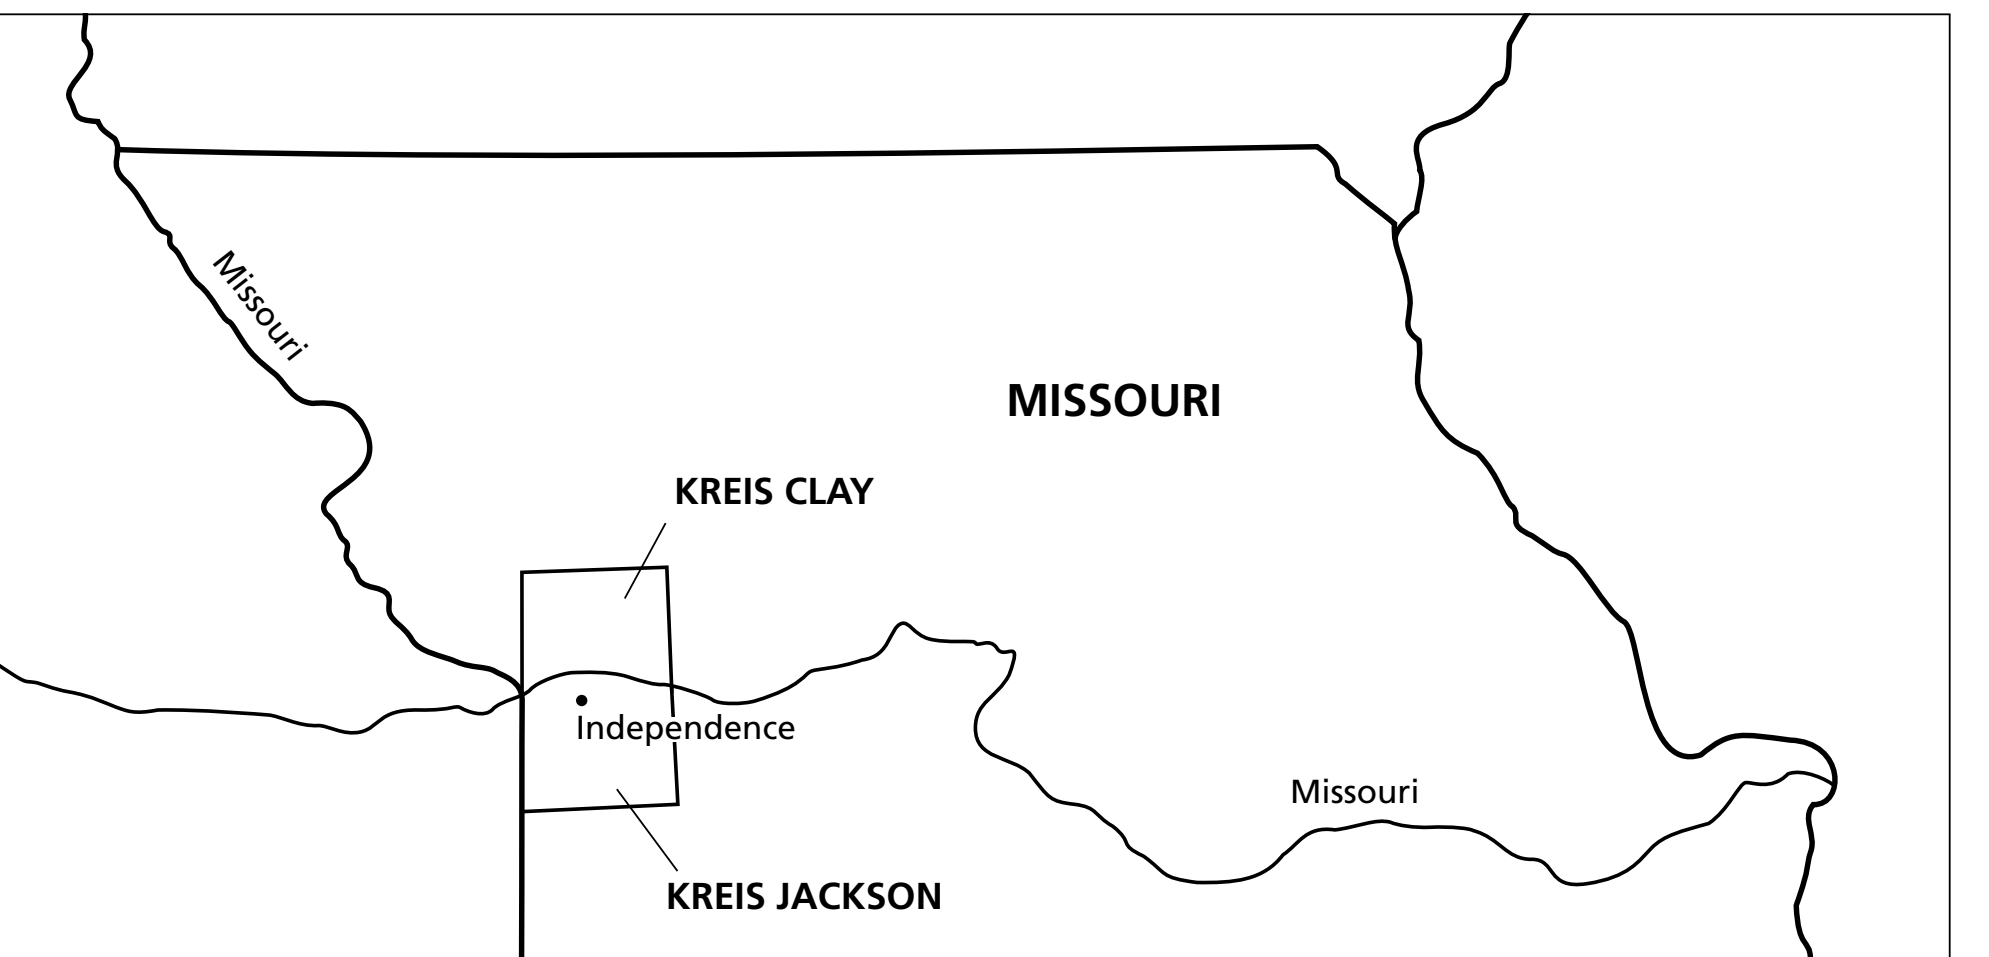 Missouri
MISSOURI
KREIS CLAY
Independence
Missouri
KREIS JACKSON